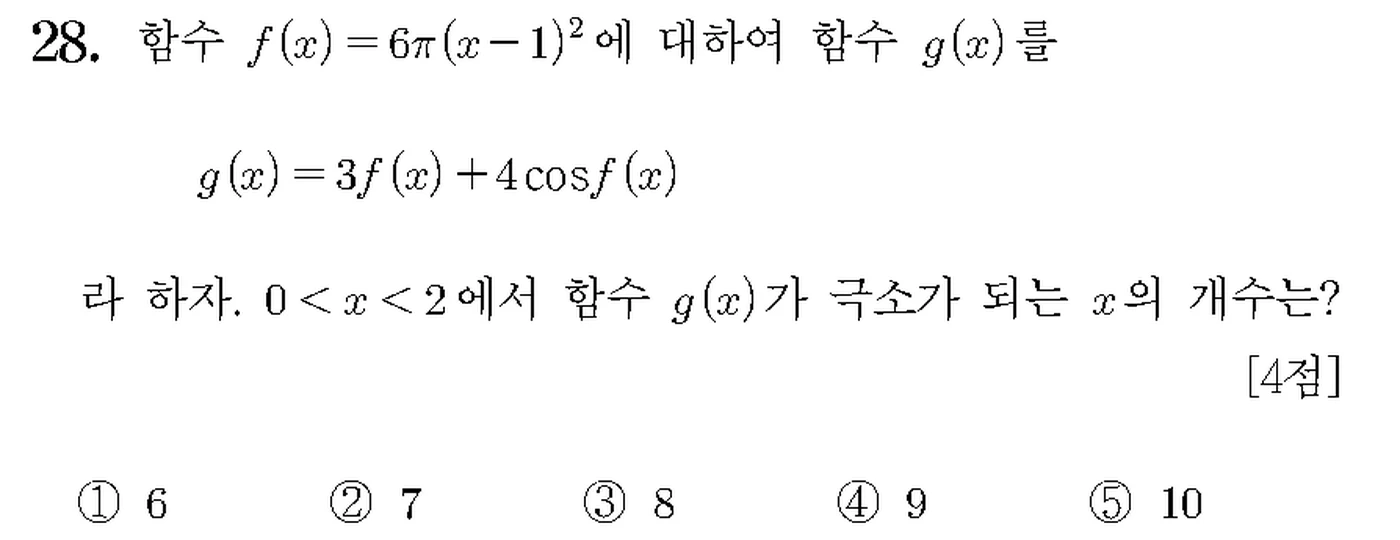 28. 함수 f(x)=6π(x-1)²에 대하여 함수 g(x)를
g(x)=3f(x)+4cosf(x)
라 하자. 0<x<2에서 함수 g(x)가 극소가 되는 x의 개수는?
[4점]
① 6 ② 7 ③ 8 ④ 9 ⑤ 10